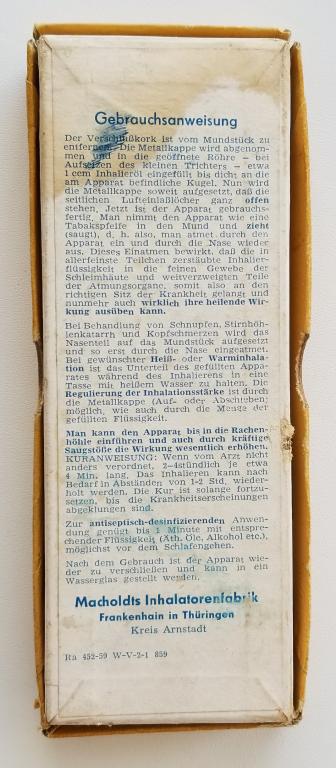 Gebrauchsanweisung
Der Verschlußkork ist vom Mundstück zu
entfernen. Die Metallkappe wird abgenom-
men und in die geöffnete Röhre – bei
Aufsetzen des kleinen Trichters – etwa
1 ccm Inhalieröl eingefüllt bis dicht an die
am Apparat befindliche Kugel. Nun wird
die Metallkappe soweit aufgesetzt, daß die
seitlichen Lufteinlaßlöcher ganz offen
stehen. Jetzt ist der Apparat gebrauchs-
fertig. Man nimmt den Apparat wie eine
Tabakspfeife in den Mund und zieht
(saugt), d. h. also, man atmet durch den
Apparat ein und durch die Nase wieder
aus. Dieses Einatmen bewirkt, daß die in
allerfeinste Teilchen zerstäubte Inhalier-
flüssigkeit in die feinen Gewebe der
Schleimhäute und weitverzweigten Teile
der Atmungsorgane, somit also an den
richtigen Sitz der Krankheit gelangt und
nunmehr auch wirklich ihre heilende Wir-
kung ausüben kann.
Bei Behandlung von Schnupfen, Stirnhöh-
lenkatarrh und Kopfschmerzen wird das
Nasenteil auf das Mundstück aufgesetzt
und so erst durch die Nase eingeatmet.
Bei gewünschter Heiß- oder Warminhala-
tion ist das Unterteil des gefüllten Appa-
rates während des Inhalierens in eine
Tasse mit heißem Wasser zu halten. Die
Regulierung der Inhalationsstärke ist durch
die Metallkappe (Auf- oder Abschieben)
möglich, wie auch durch die Menge der
gefüllten Flüssigkeit.
Man kann den Apparat bis in die Rachen-
höhle einführen und auch durch kräftige
Saugstöße die Wirkung wesentlich erhöhen.
KURANWEISUNG: Wenn vom Arzt nicht
anders verordnet, 2–4stündlich je etwa
4 Min. lang. Das Inhalieren kann nach
Bedarf in Abständen von 1-2 Std. wieder-
holt werden. Die Kur ist solange fortzu-
setzen, bis die Krankheitserscheinungen
abgeklungen sind.
Zur antiseptisch-desinfizierenden Anwen-
dung genügt bis 1 Minute mit entspre-
chender Flüssigkeit (Äth. Öle, Alkohol etc.),
möglichst vor dem Schlafengehen.
Nach dem Gebrauch ist der Apparat wie-
der zu verschließen und kann in ein
Wasserglas gestellt werden.
Macholdts Inhalatorenfabrik
Frankenhain in Thüringen
Kreis Arnstadt
Ra 452-59 W-V-2-1 859